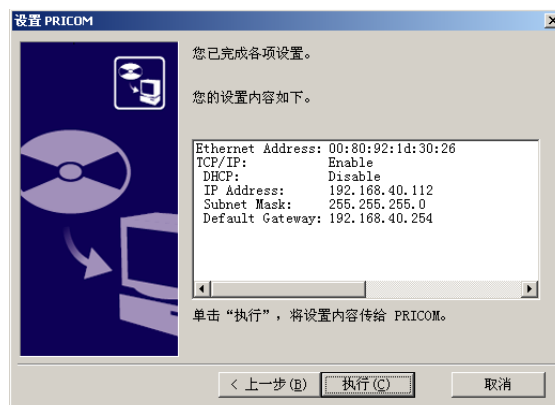 设置 PRICOM
您已完成各项设置。
您的设置内容如下。
Ethernet Address: 00:80:92:1d:30:26
TCP/IP: Enable
DHCP: Disable
IP Address: 192.168.40.112
Subnet Mask: 255.255.255.0
Default Gateway: 192.168.40.254
单击“执行”，将设置内容传给 PRICOM。
< 上一步(B) 执行(C) 取消